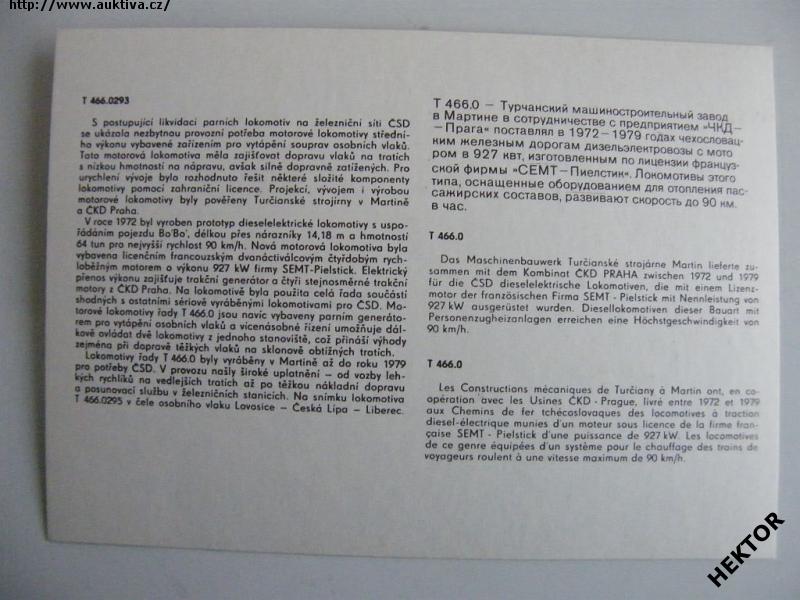 http://www.auktiva.cz/
T 466.0293
S postupující likvidací parních lokomotiv na železniční síti ČSD
se ukázala nezbytnou provozní potřeba motorové lokomotivy střední-
ho výkonu vybavené zařízením pro vytápění souprav osobních vlaků.
Tato motorová lokomotiva měla zajišťovat dopravu vlaků na tratích
s nízkou hmotností na nápravu, avšak silně dopravně zatížených. Pro
urychlení vývoje bylo rozhodnuto řešit některé složité komponenty
lokomotivy pomocí zahraniční licence. Projekcí, vývojem i výrobou
motorové lokomotivy byly pověřeny Turčianské strojírny v Martině
a ČKD Praha.
V roce 1972 byl vyroben prototyp dieselelektrické lokomotivy s uspo-
řádáním pojezdu Bo'Bo', délkou přes nárazníky 14,18 m a hmotností
64 tun pro nejvyšší rychlost 90 km/h. Nová motorová lokomotiva byla
vybavena licenčním francouzským dvanáctiválcovým čtyřdobým rych-
loběžným motorem o výkonu 927 kW firmy SEMT-Pielstick. Elektrický
přenos výkonu zajišťují trakční generátor a čtyři stejnosměrné trakční
motory z ČKD Praha. Na lokomotivě byla použita celá řada součástí
shodných s ostatními sériově vyráběnými lokomotivami pro ČSD. Mo-
torové lokomotivy řady T 466.0 jsou navíc vybaveny parním generáto-
rem pro vytápění osobních vlaků a vícenásobné řízení umožňuje dál-
kově ovládat dvě lokomotivy z jednoho stanoviště, což přináší výhody
zejména při dopravě těžkých vlaků na sklonově obtížných tratích.
Lokomotivy řady T 466.0 byly vyráběny v Martině až do roku 1979
pro potřeby ČSD. V provozu našly široké uplatnění - od vozby leh-
kých rychlíků na vedlejších tratích až po těžkou nákladní dopravu
a posunovací službu v železničních stanicích. Na snímku lokomotiva
T 466.0295 v čele osobního vlaku Lovosice - Česká Lípa - Liberec.
T 466.0 — Турчанский машиностроительный завод
в Мартине в сотрудничестве с предприятием »ЧКД—
—Прага« поставлял в 1972—1979 годах чехословац-
ким железным дорогам дизельэлектровозы с мото
ром в 927 квт, изготовленным по лицензии француз-
ской фирмы "СЕМТ—Пиелстик". Локомотивы этого
типа, оснащенные оборудованием для отопления пас-
сажирских составов, развивают скорость до 90 км.
в час.
T 466.0
Das Maschinenbauwerk Turčianské strojárne Martin lieferte zu-
sammen mit dem Kombinat ČKD PRAHA zwischen 1972 und 1979
für die ČSD dieselelektrische Lokomotiven, die mit einem Lizenz-
motor der französischen Firma SEMT - Pielstick mit Nennleistung von
927 kW ausgerüstet wurden. Diesellokomotiven dieser Bauart mit
Personenzugheizanlagen erreichen eine Höchstgeschwindigkeit von
90 km/h.
T 466.0
Les Constructions mécaniques de Turčiany à Martin ont, en co-
opération avec les Usines ČKD - Prague, livré entre 1972 et 1979
aux Chemins de fer tchécoslovaques des locomotives à traction
diesel-électrique munies d'un moteur sous licence de la firme fran-
çaise SEMT - Pielstick d'une puissance de 927 kW. Les locomotives
de ce genre équipées d'un système pour le chauffage des trains de
voyageurs roulent à une vitesse maximum de 90 km/h.
HEKTOR